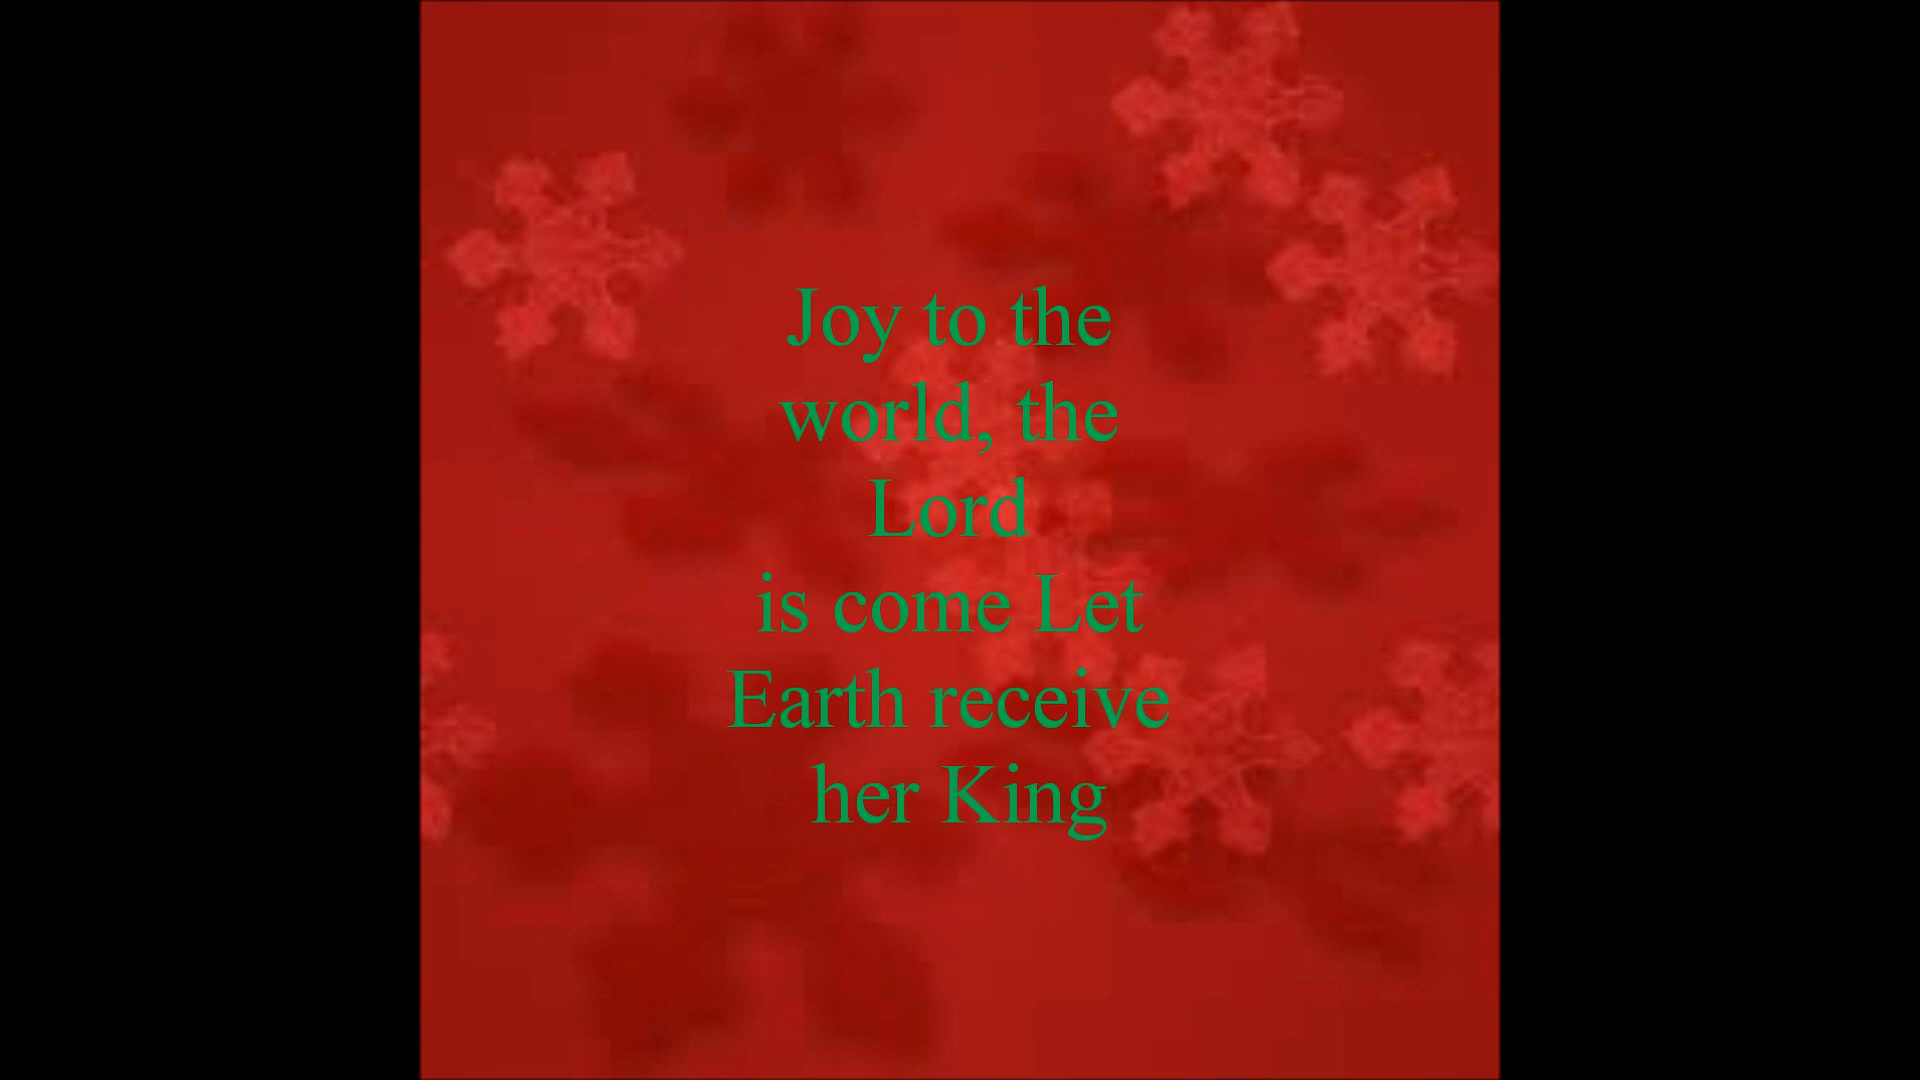 Joy to the
world, the
Lord
is come Let
Earth receive
her King